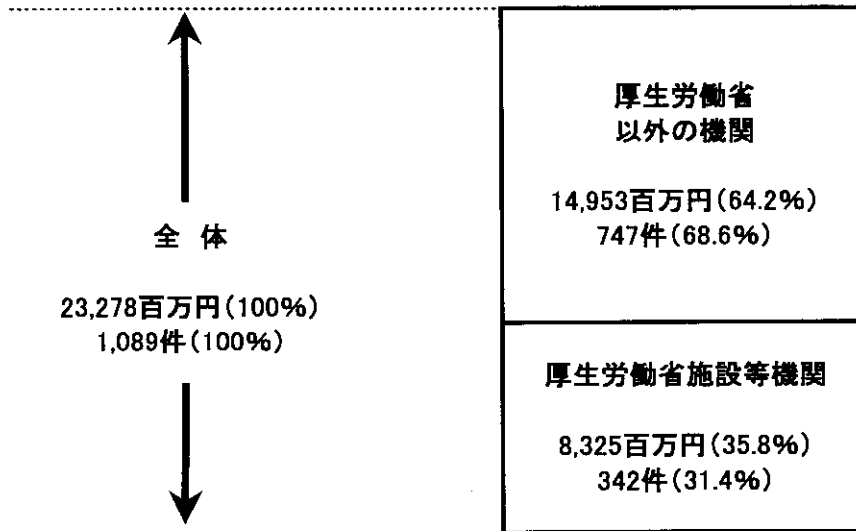 全 体
23,278百万円(100%)
1,089件(100%)
厚生労働省
以外の機関
14,953百万円(64.2%)
747件(68.6%)
厚生労働省施設等機関
8,325百万円(35.8%)
342件(31.4%)